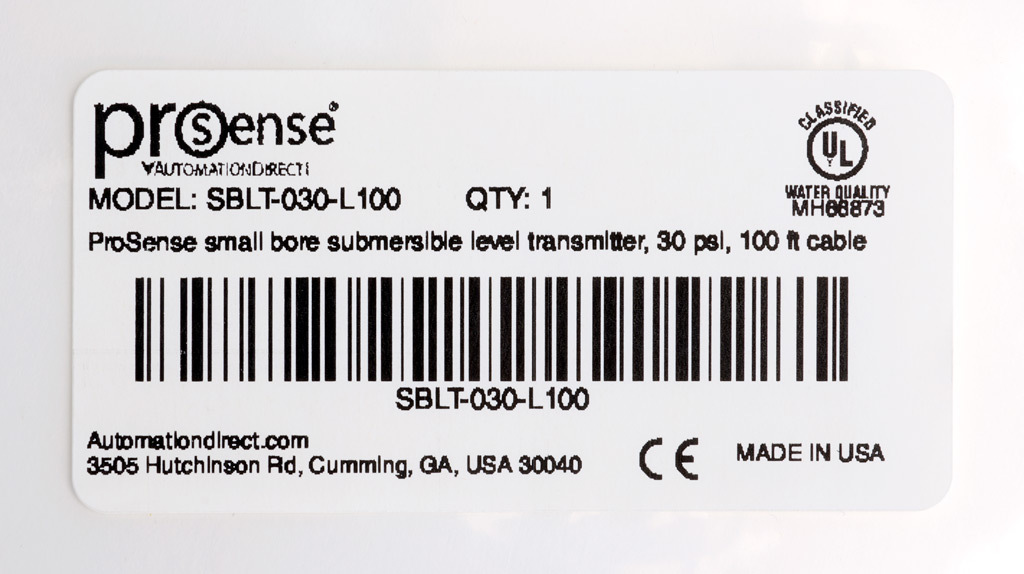 prosense®
AUTOMATIONDIRECT
MODEL: SBLT-030-L100 QTY: 1
CLASSIFIED
UL
WATER QUALITY
MH66873
ProSense small bore submersible level transmitter, 30 psi, 100 ft cable
SBLT-030-L100
Automationdirect.com
3505 Hutchinson Rd, Cumming, GA, USA 30040
CE
MADE IN USA